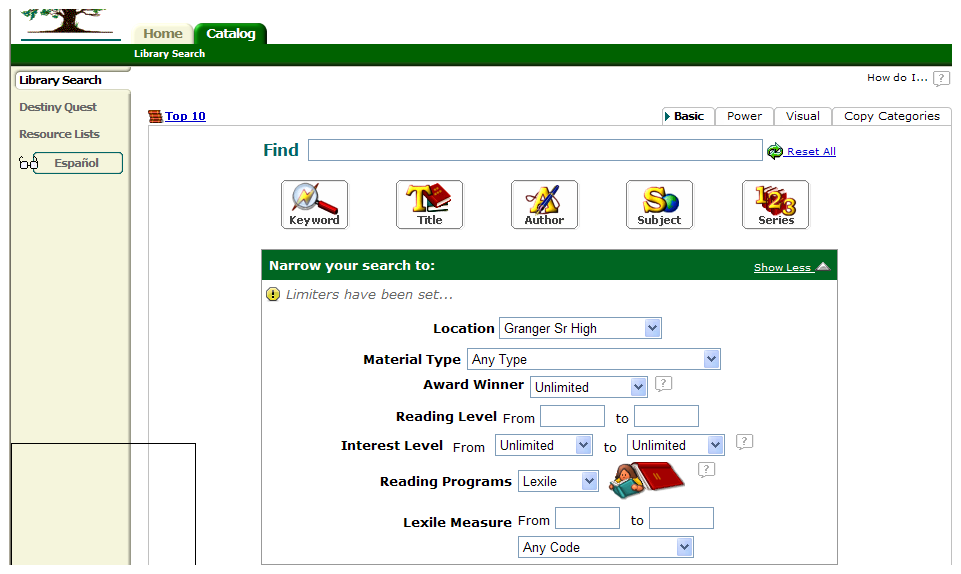 Home Catalog
Library Search
Library Search
How do I... ?
Destiny Quest
Top 10
Basic Power Visual Copy Categories
Resource Lists
Español
Find Reset All
Keyword Title Author Subject Series
Narrow your search to: Show Less
Limiters have been set...
Location Granger Sr High
Material Type Any Type
Award Winner Unlimited ?
Reading Level From to
Interest Level From Unlimited to Unlimited ?
Reading Programs Lexile ?
Lexile Measure From to
Any Code